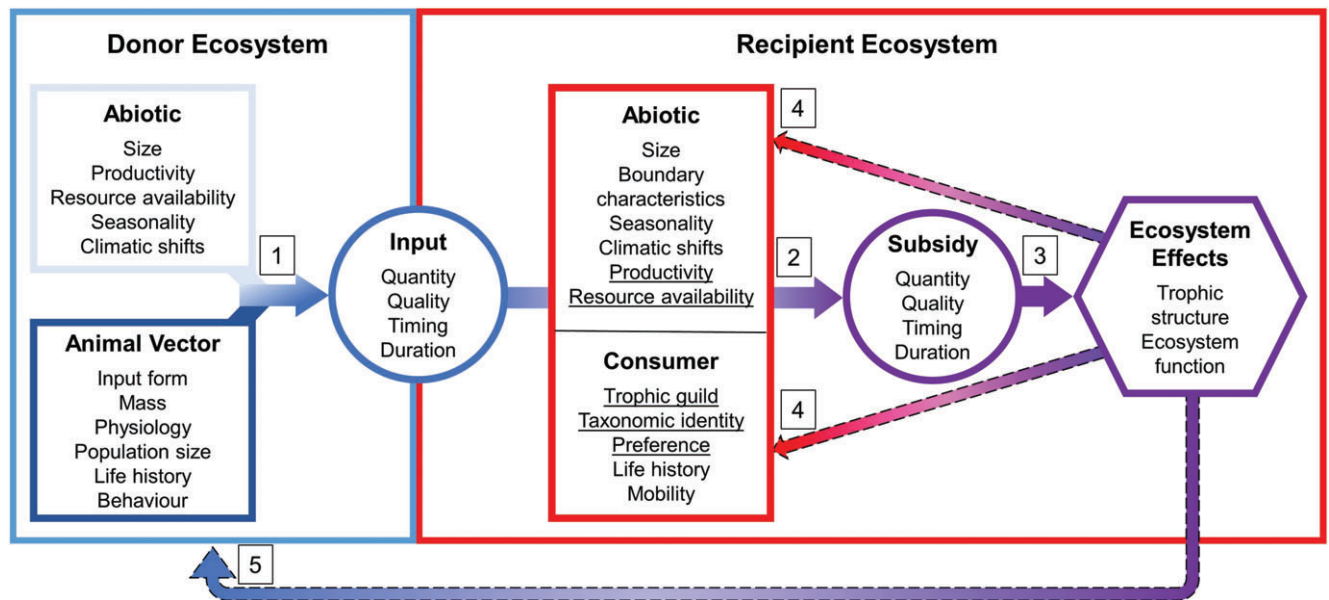 Donor Ecosystem
Abiotic
Size
Productivity
Resource availability
Seasonality
Climatic shifts
Animal Vector
Input form
Mass
Physiology
Population size
Life history
Behaviour
1
Input
Quantity
Quality
Timing
Duration
Recipient Ecosystem
Abiotic
Size
Boundary
characteristics
Seasonality
Climatic shifts
Productivity
Resource availability
Consumer
Trophic guild
Taxonomic identity
Preference
Life history
Mobility
2
Subsidy
Quantity
Quality
Timing
Duration
3
Ecosystem
Effects
Trophic
structure
Ecosystem
function
4
4
5